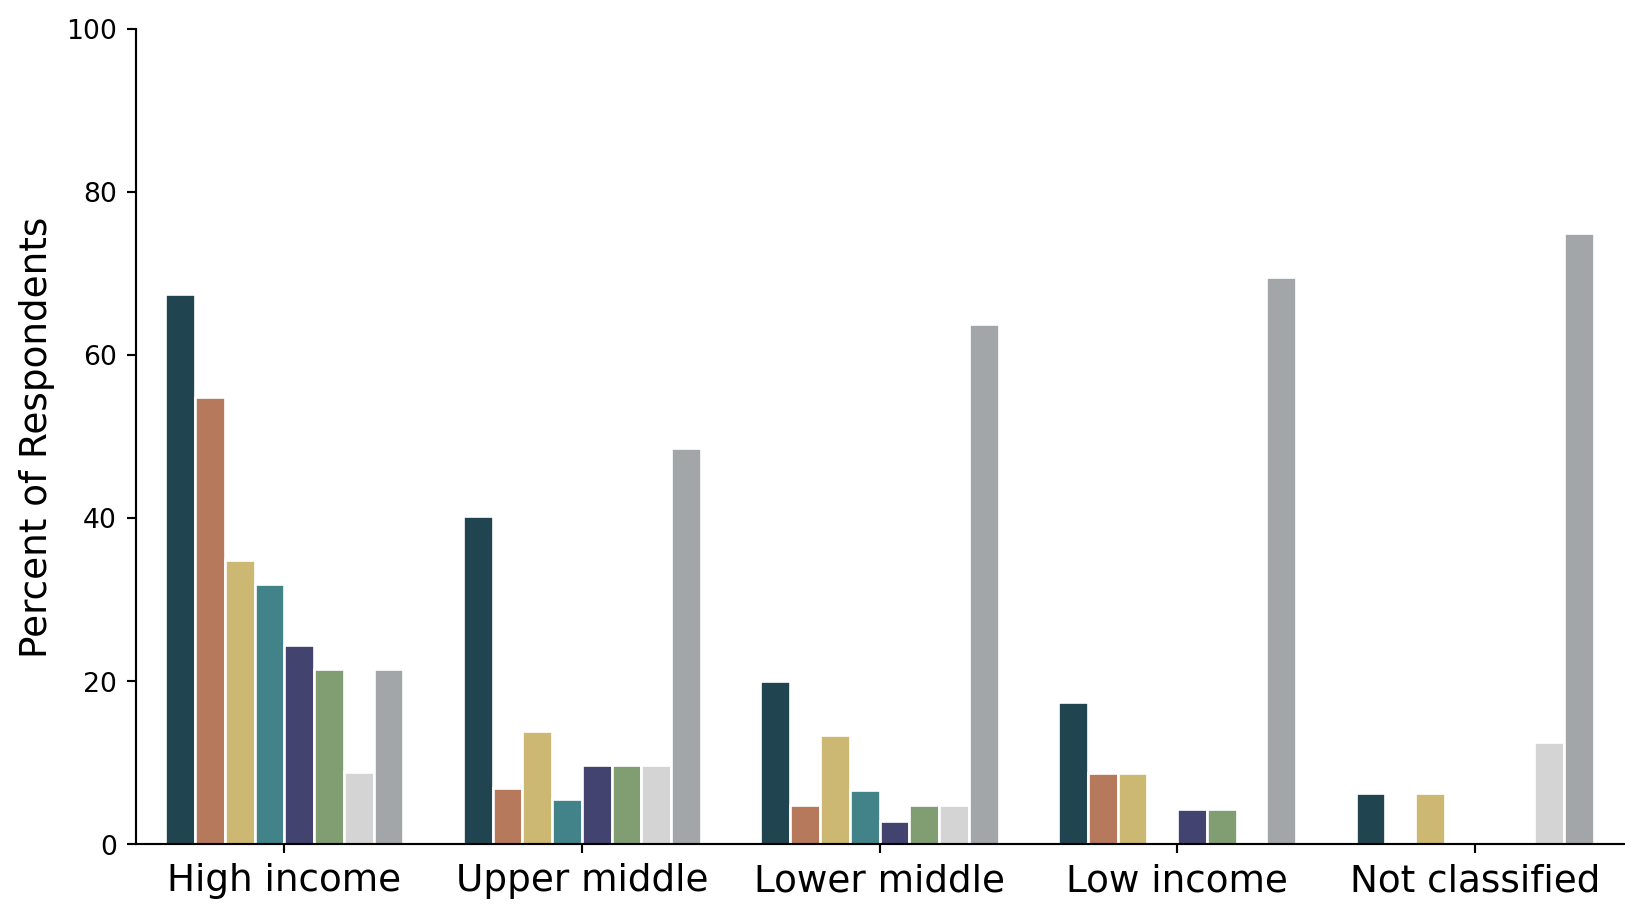 100
80
60
40
20
0
Percent of Respondents
High income
Upper middle
Lower middle
Low income
Not classified